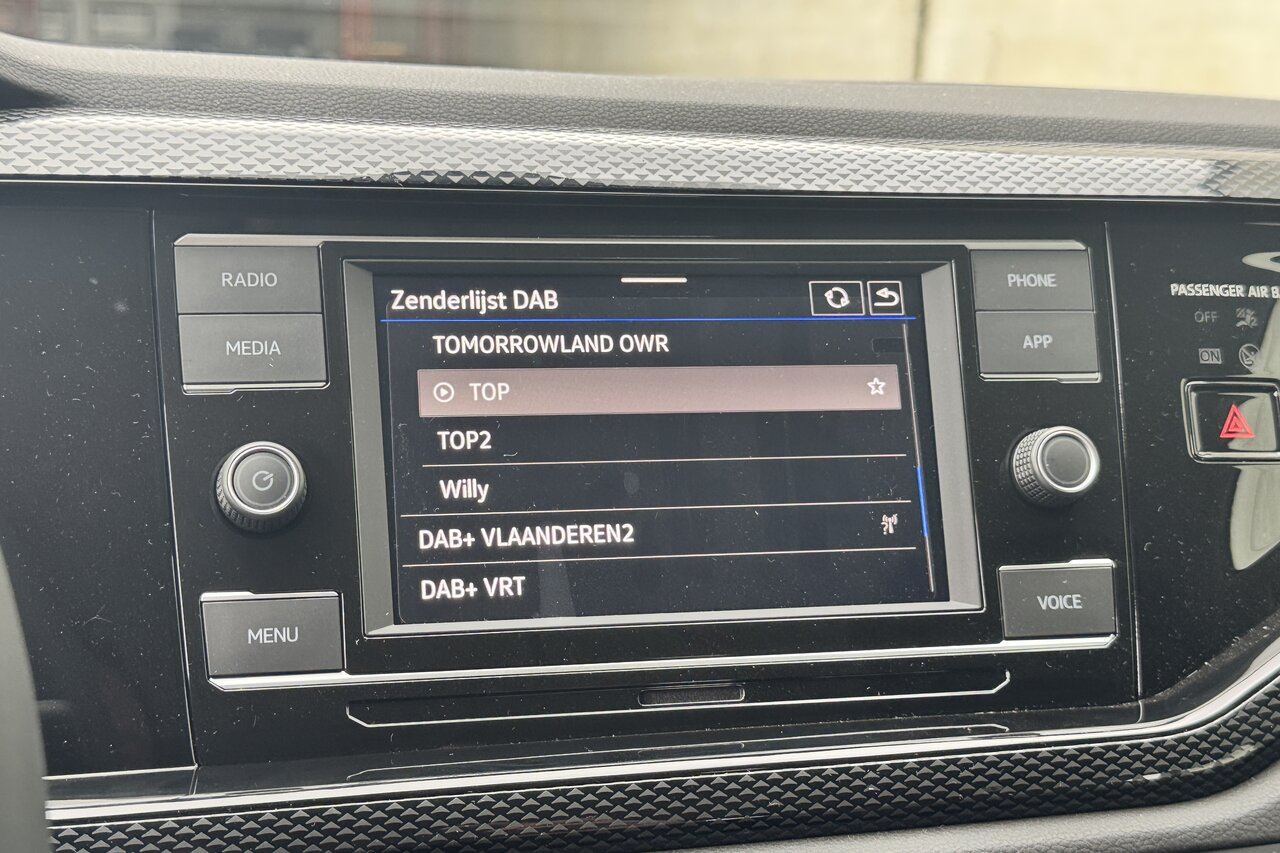 RADIO
MEDIA
MENU
Zenderlijst DAB
TOMORROWLAND OWR
TOP
TOP2
Willy
DAB+ VLAANDEREN2
DAB+ VRT
PHONE
APP
VOICE
PASSENGER AIR B
OFF
ON